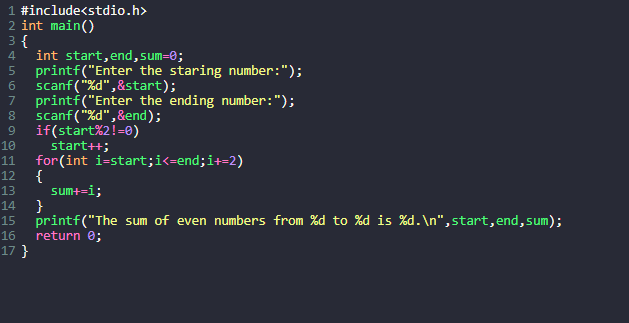 1 #include<stdio.h>
2 int main()
3 {
4   int start,end,sum=0;
5   printf("Enter the staring number:");
6   scanf("%d",&start);
7   printf("Enter the ending number:");
8   scanf("%d",&end);
9   if(start%2!=0)
10     start++;
11   for(int i=start;i<=end;i+=2)
12   {
13     sum+=i;
14   }
15   printf("The sum of even numbers from %d to %d is %d.\n",start,end,sum);
16   return 0;
17 }